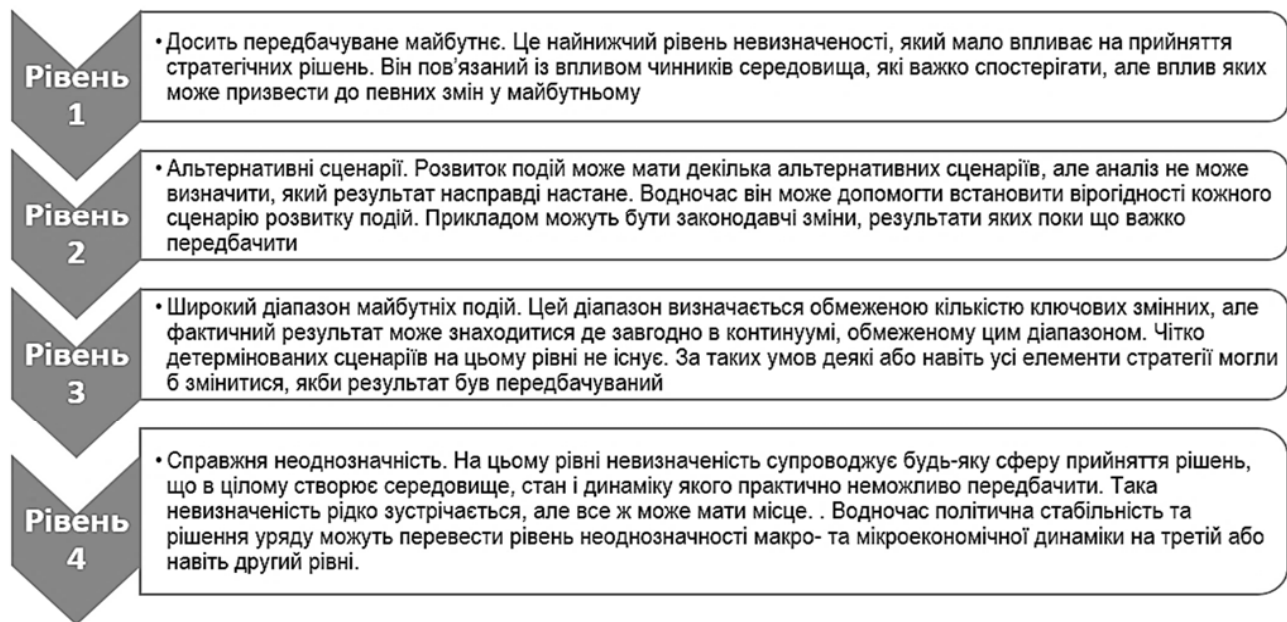 Рівень
1
• Досить передбачуване майбутнє. Це найнижчий рівень невизначеності, який мало впливає на прийняття
стратегічних рішень. Він пов’язаний із впливом чинників середовища, які важко спостерігати, але вплив яких
може призвести до певних змін у майбутньому
Рівень
2
• Альтернативні сценарії. Розвиток подій може мати декілька альтернативних сценаріїв, але аналіз не може
визначити, який результат насправді настане. Водночас він може допомогти встановити вірогідності кожного
сценарію розвитку подій. Прикладом можуть бути законодавчі зміни, результати яких поки що важко
передбачити
Рівень
3
• Широкий діапазон майбутніх подій. Цей діапазон визначається обмеженою кількістю ключових змінних, але
фактичний результат може знаходитися де завгодно в континуумі, обмеженому цим діапазоном. Чітко
детермінованих сценаріїв на цьому рівні не існує. За таких умов деякі або навіть усі елементи стратегії могли
б змінитися, якби результат був передбачуваний
Рівень
4
• Справжня неоднозначність. На цьому рівні невизначеність супроводжує будь-яку сферу прийняття рішень,
що в цілому створює середовище, стан і динаміку якого практично неможливо передбачити. Така
невизначеність рідко зустрічається, але все ж може мати місце. . Водночас політична стабільність та
рішення уряду можуть перевести рівень неоднозначності макро- та мікроекономічної динаміки на третій або
навіть другий рівні.